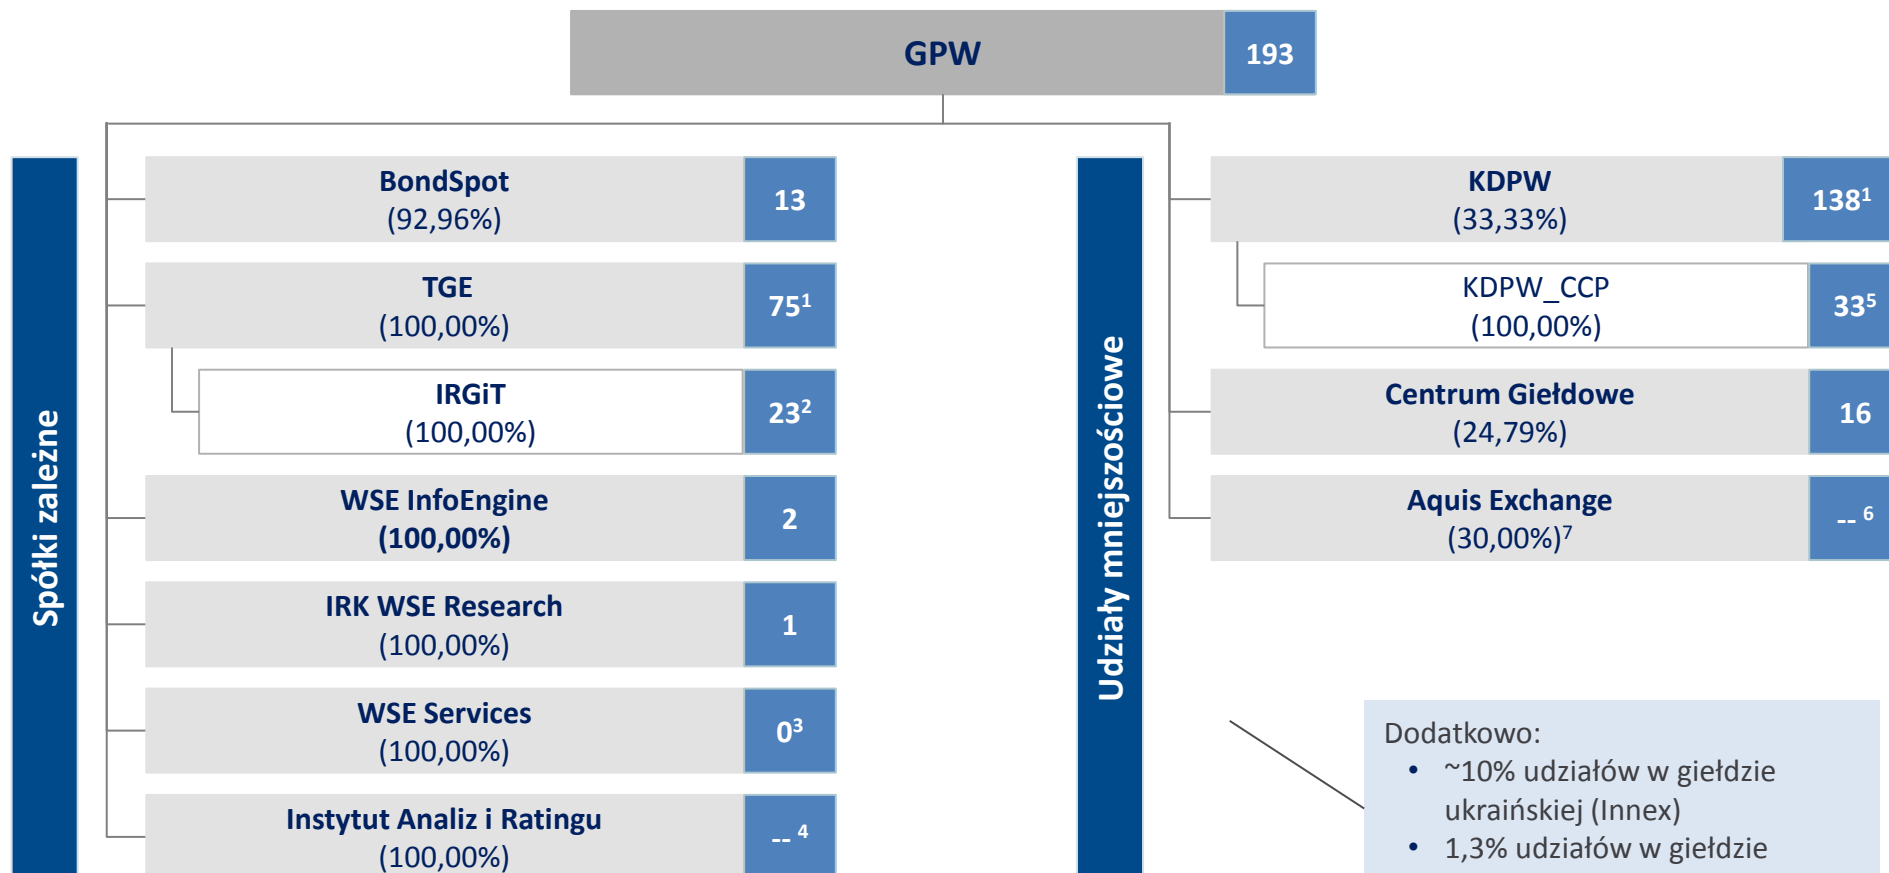 GPW
193
Spółki zależne
BondSpot
(92,96%)
13
TGE
(100,00%)
75¹
IRGiT
(100,00%)
23²
WSE InfoEngine
(100,00%)
2
IRK WSE Research
(100,00%)
1
WSE Services
(100,00%)
0³
Instytut Analiz i Ratingu
(100,00%)
-- ⁴
Udziały mniejszościowe
KDPW
(33,33%)
138¹
KDPW_CCP
(100,00%)
33⁵
Centrum Giełdowe
(24,79%)
16
Aquis Exchange
(30,00%)⁷
-- ⁶
Dodatkowo:
• ~10% udziałów w giełdzie
ukraińskiej (Innex)
• 1,3% udziałów w giełdzie